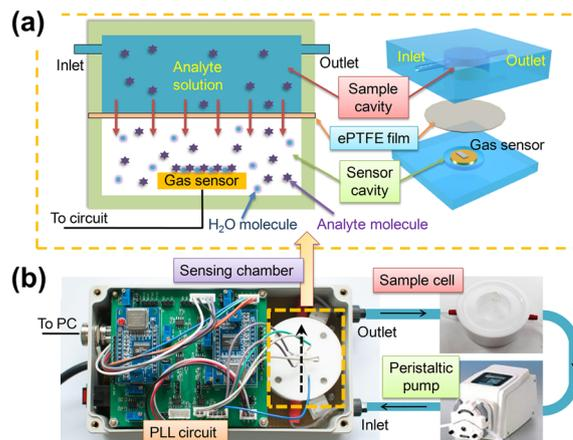 (a)
Inlet
Analyte
solution
Outlet
Sample
cavity
ePTFE film
Sensor
cavity
Gas sensor
To circuit
H₂O molecule
Analyte molecule
Inlet
Outlet
Gas sensor
(b)
Sensing chamber
Sample cell
To PC
Outlet
Peristaltic
pump
Inlet
PLL circuit